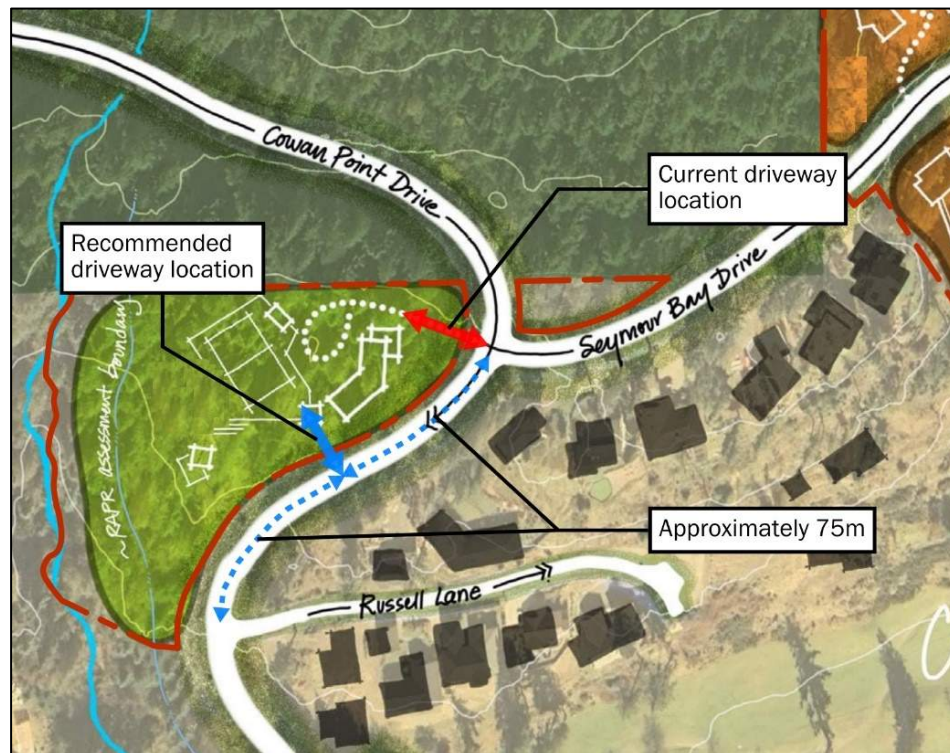 Cowan Point Drive
Current driveway
location
Recommended
driveway location
Seymour Bay Drive
~RAPR assessment boundary
Approximately 75m
Russell Lane